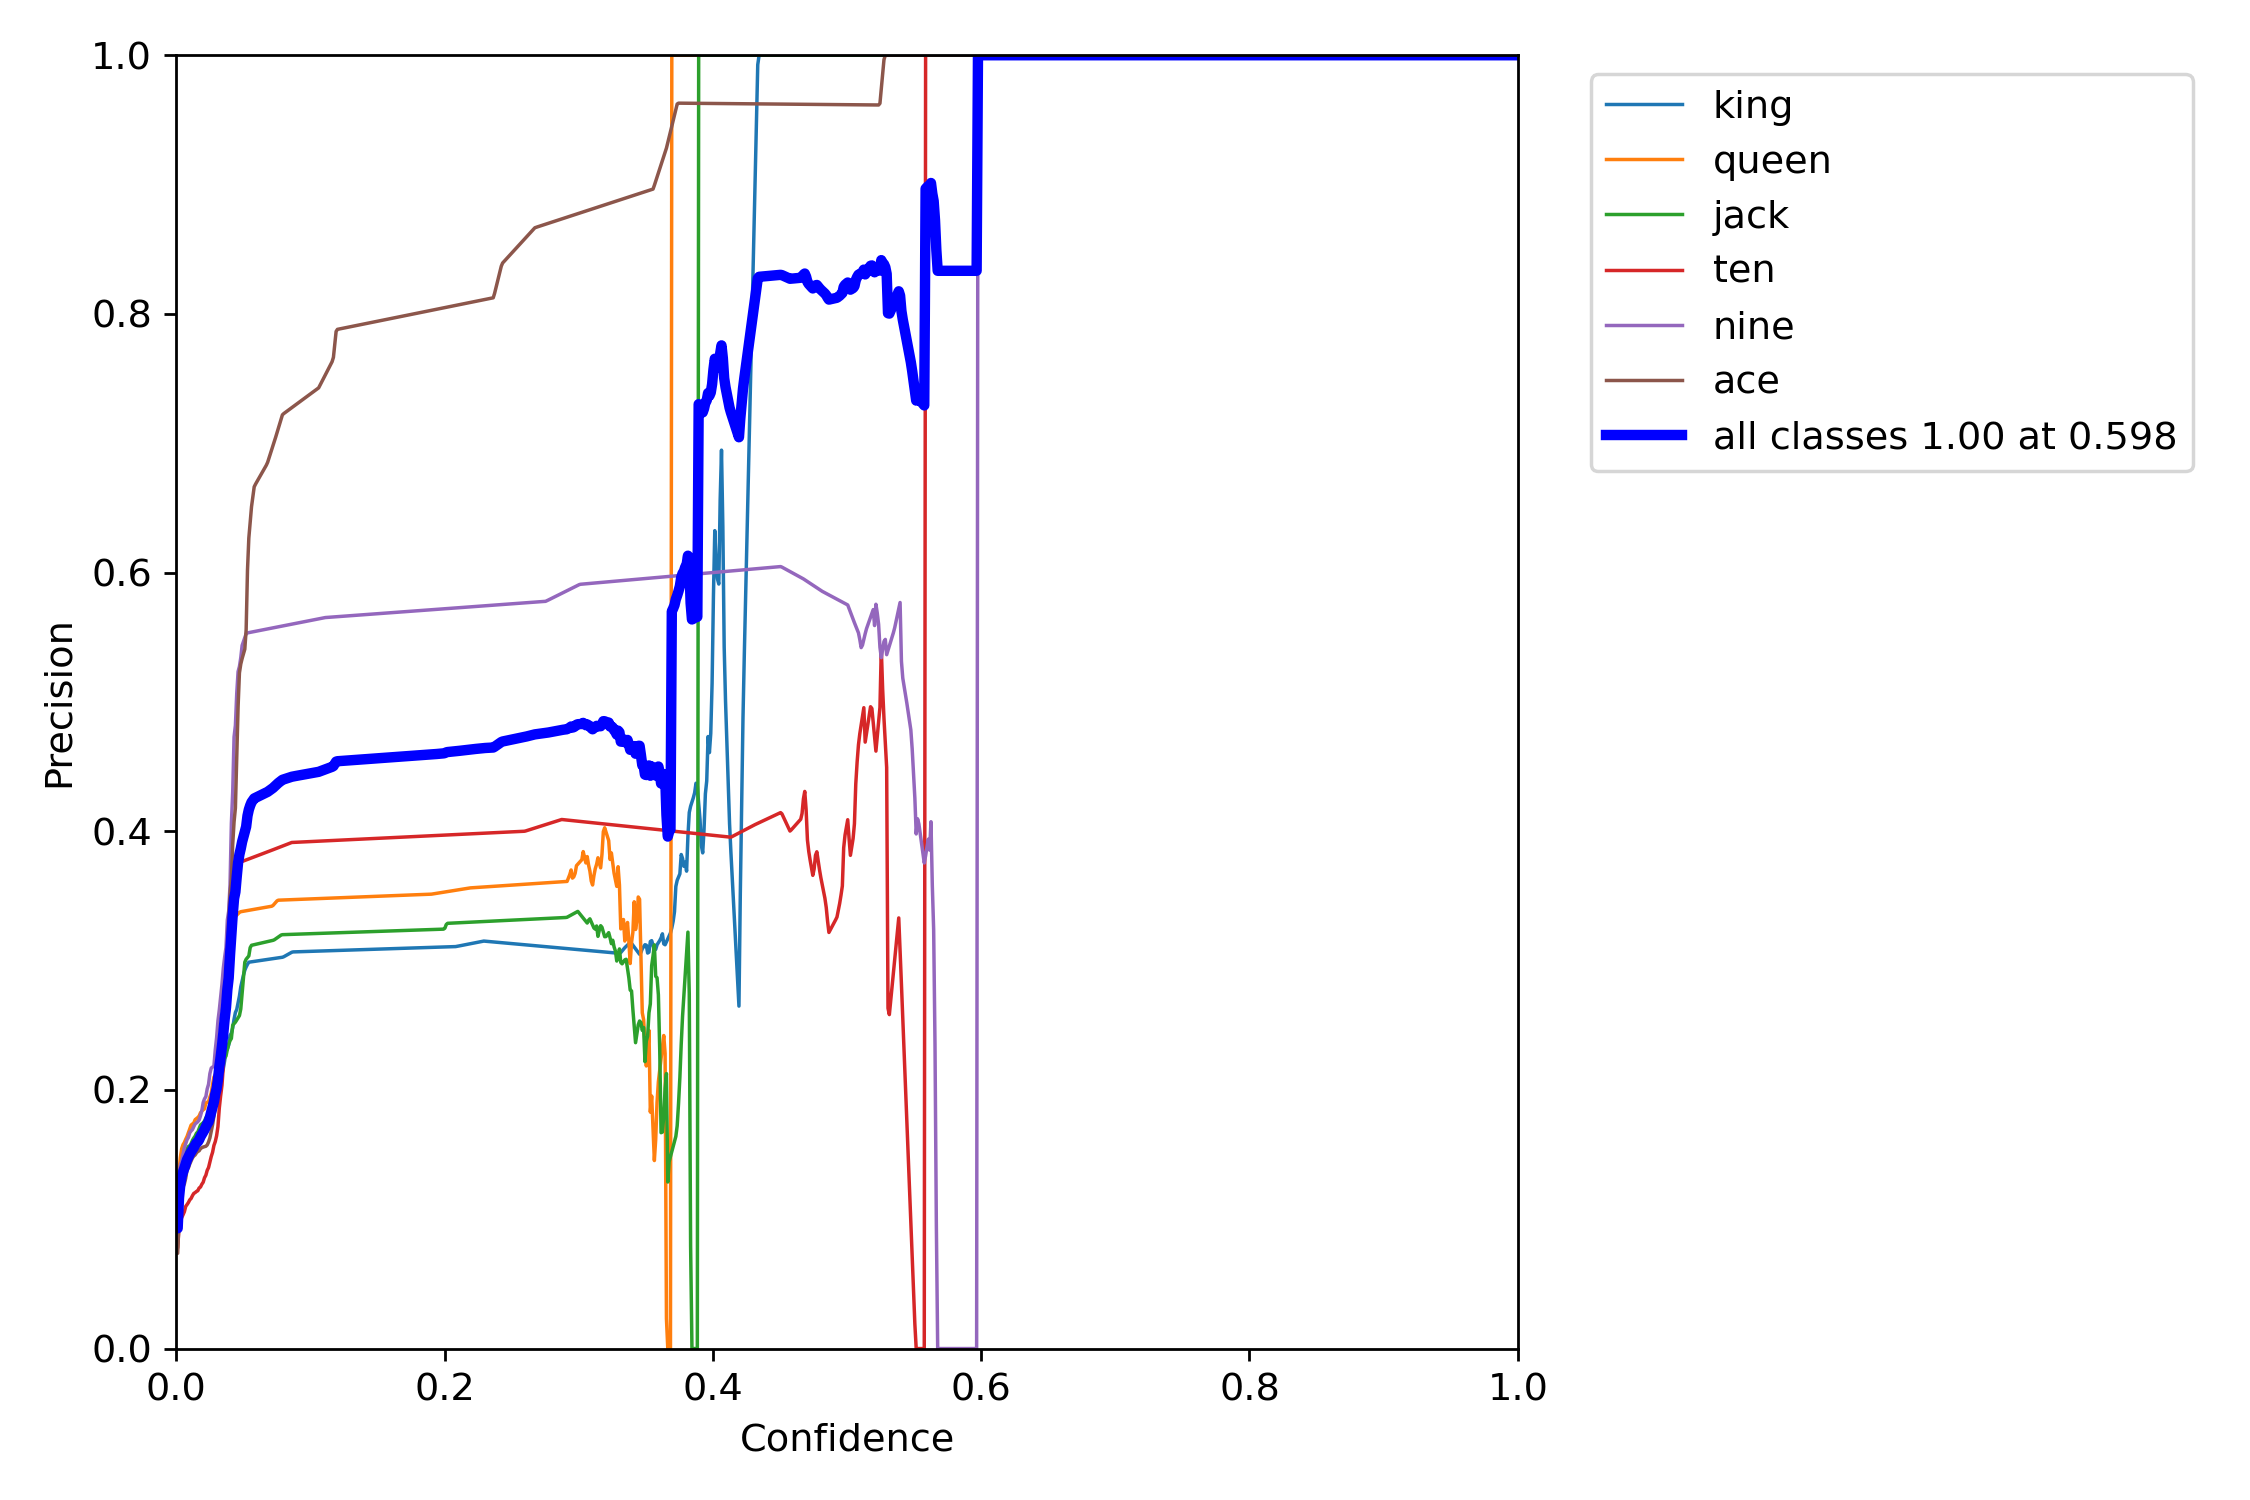 1.0
0.8
0.6
0.4
0.2
0.0
Precision
0.0 0.2 0.4 0.6 0.8 1.0
Confidence
king
queen
jack
ten
nine
ace
all classes 1.00 at 0.598